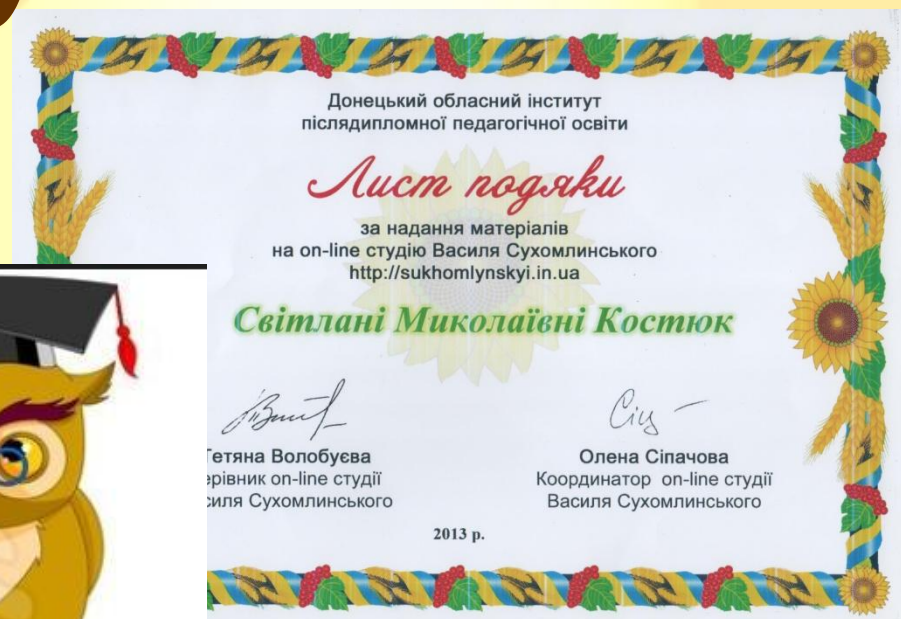 Донецький обласний інститут
післядипломної педагогічної освіти
Лист подяки
за надання матеріалів
на on-line студію Василя Сухомлинського
http://sukhomlynskyi.in.ua
Світлані Миколаївні Костюк
Тетяна Волобуєва
ерівник on-line студії
силя Сухомлинського
Олена Сіпачова
Координатор on-line студії
Василя Сухомлинського
2013 р.